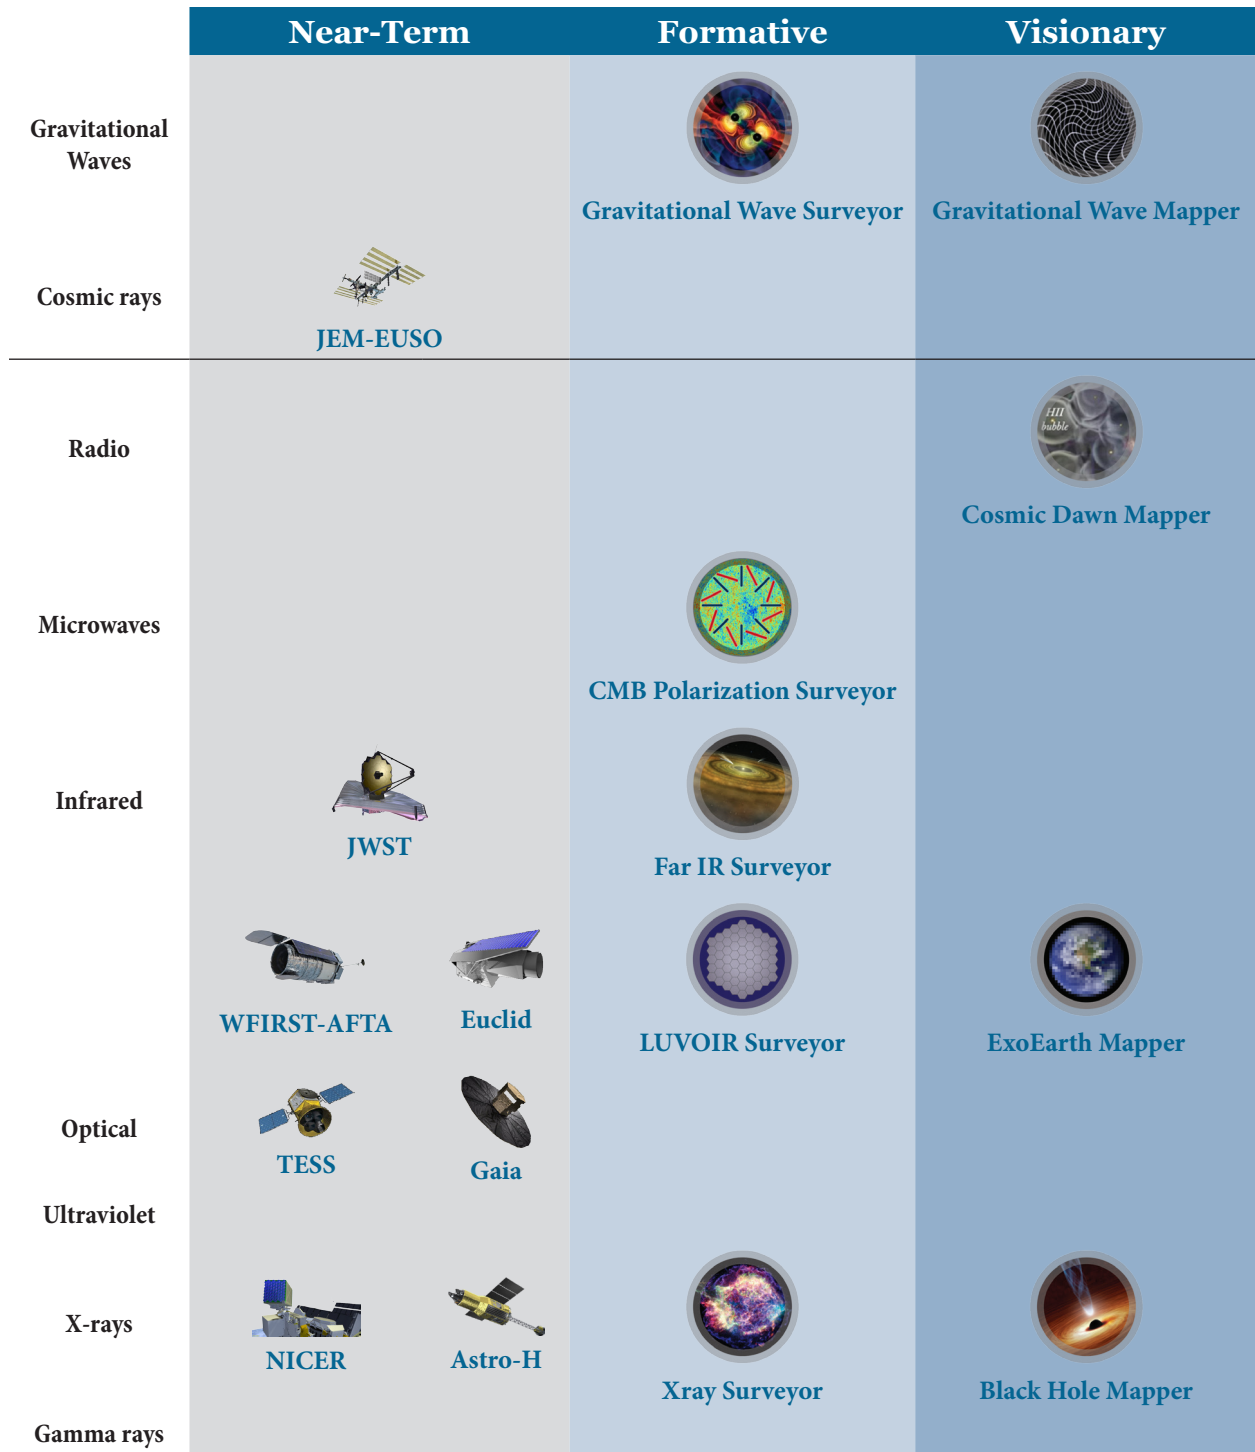 Near-Term Formative Visionary
Gravitational
Waves
Gravitational Wave Surveyor Gravitational Wave Mapper
Cosmic rays
JEM-EUSO
Radio
HII
bubble
Cosmic Dawn Mapper
Microwaves
CMB Polarization Surveyor
Infrared
JWST
Far IR Surveyor
WFIRST-AFTA Euclid
LUVOIR Surveyor ExoEarth Mapper
Optical
TESS Gaia
Ultraviolet
X-rays
NICER Astro-H
Xray Surveyor Black Hole Mapper
Gamma rays